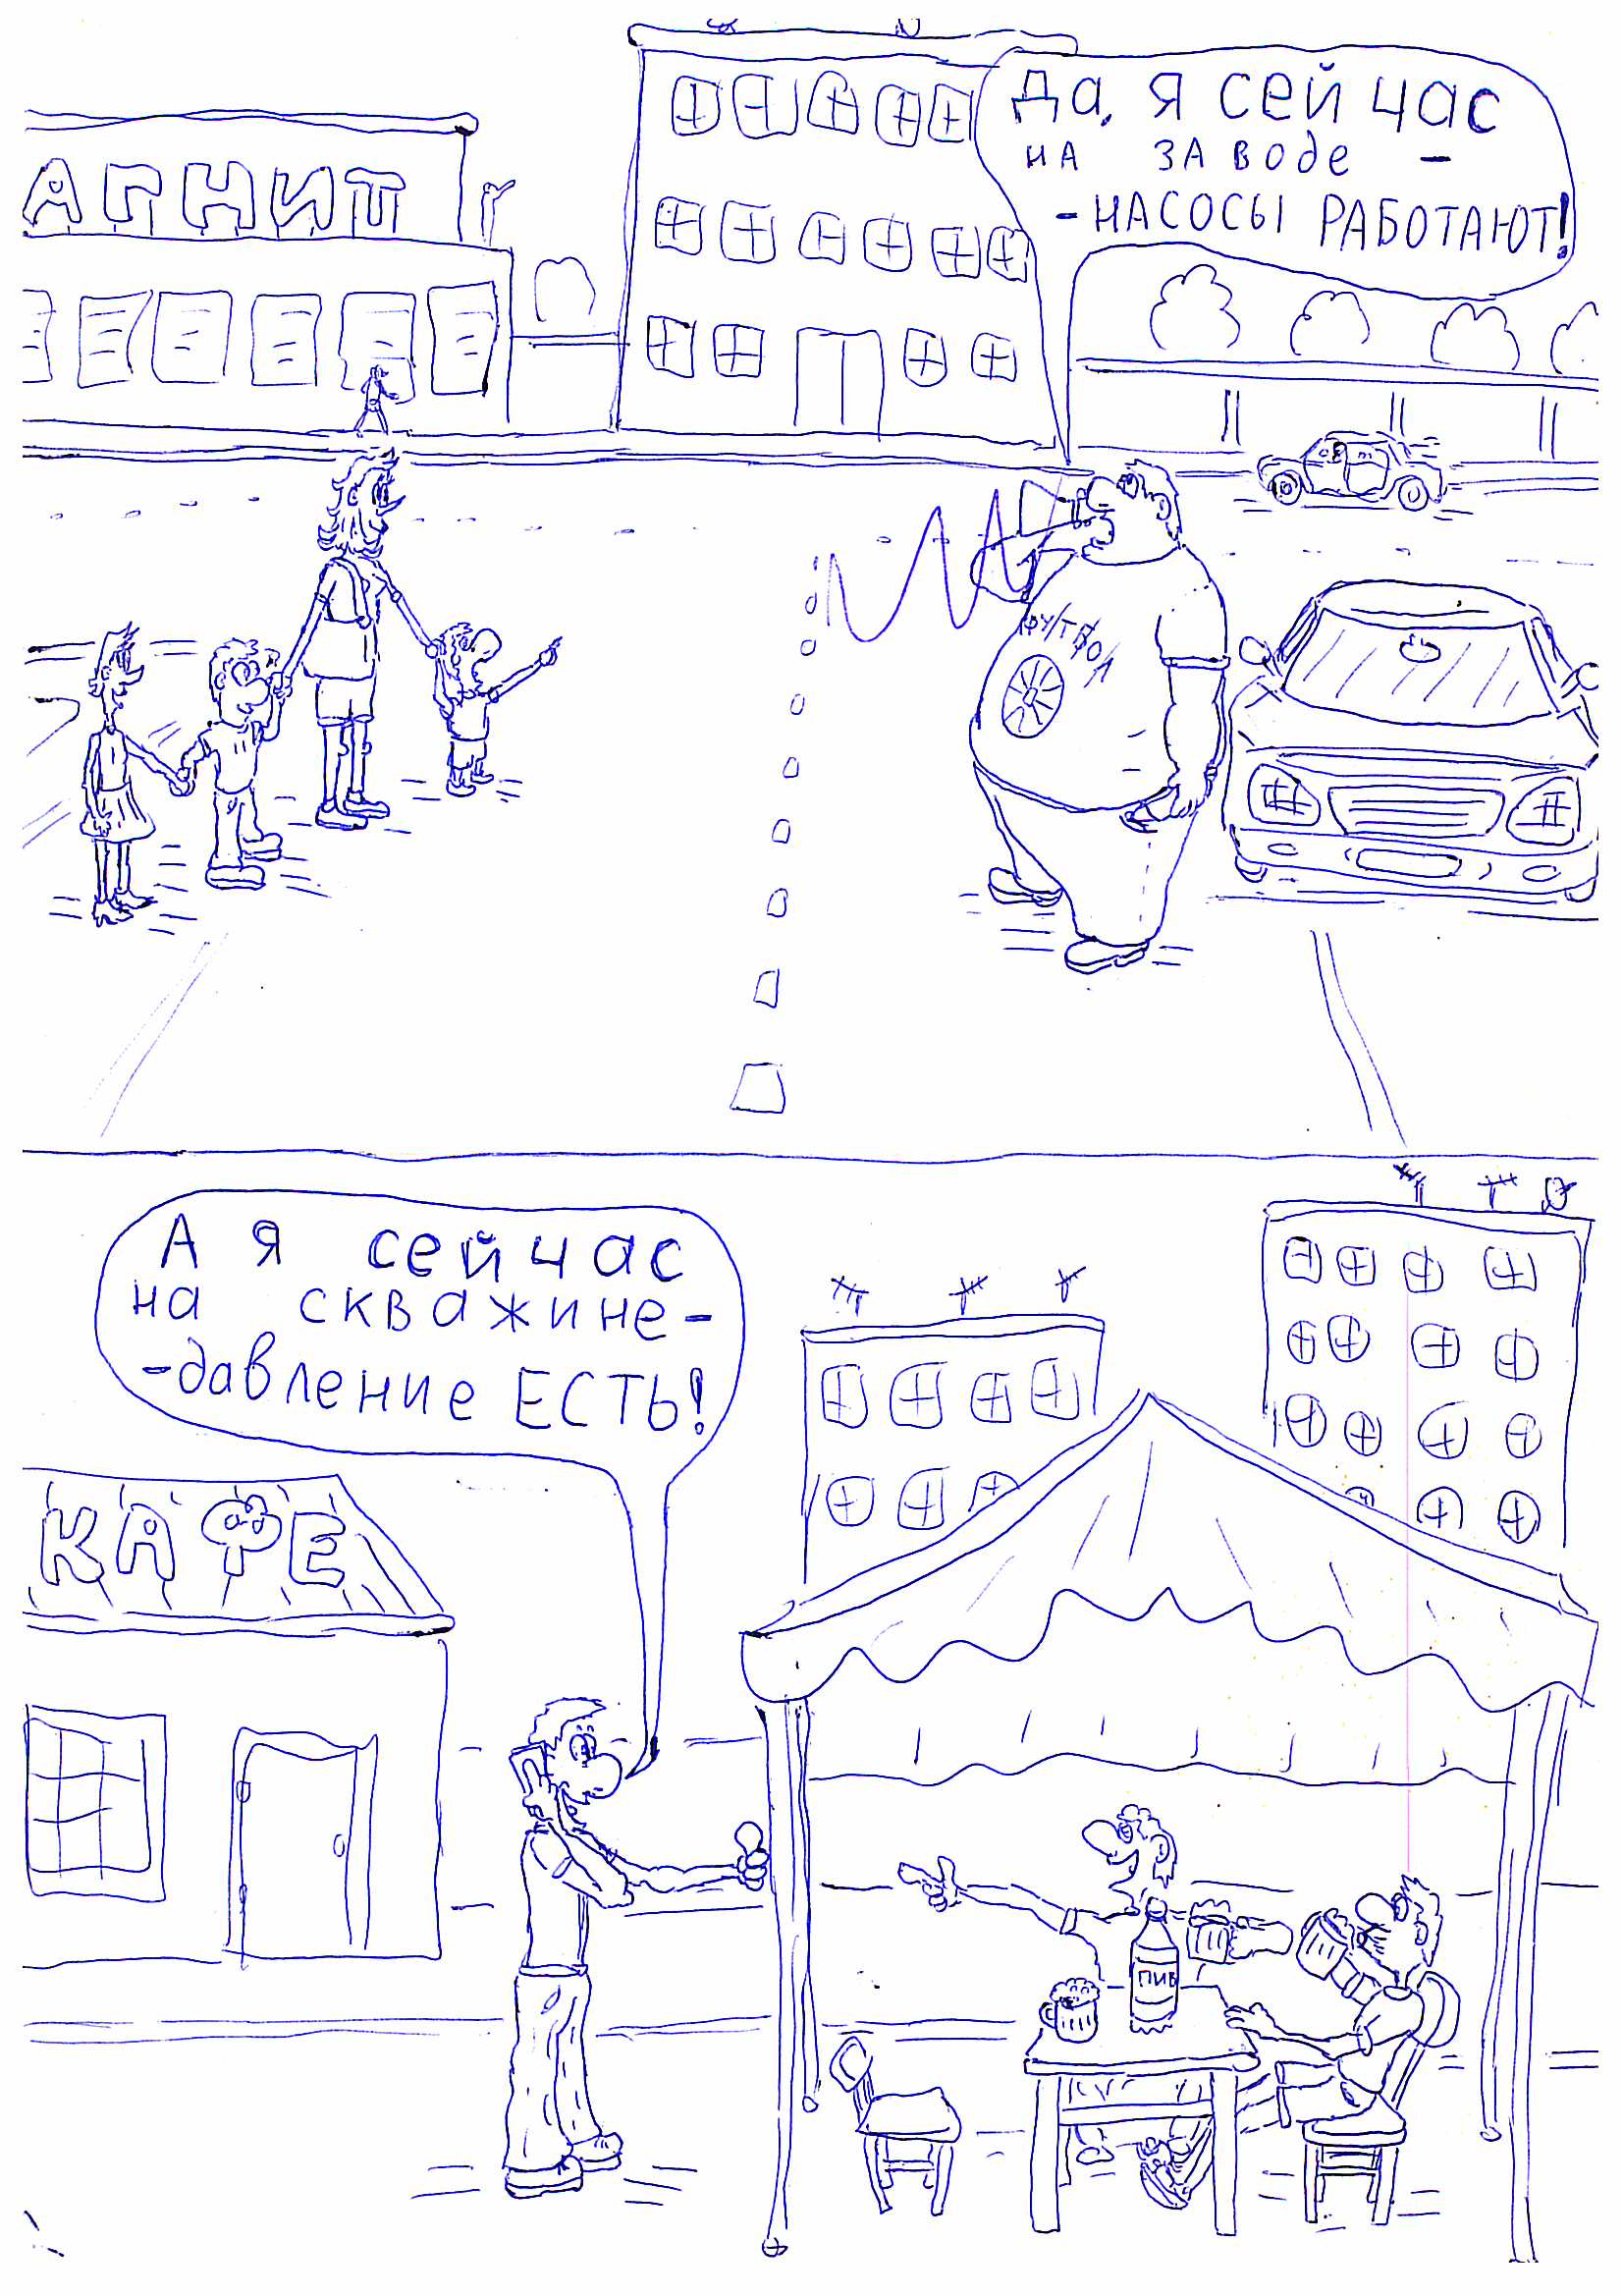 Да, я сейчас
на заводе -
- НАСОСЫ РАБОТАЮТ!
АГНИТ
ФУТБОЛ
А я сейчас
на скважине -
- давление ЕСТЬ!
КАФЕ
ПИВ